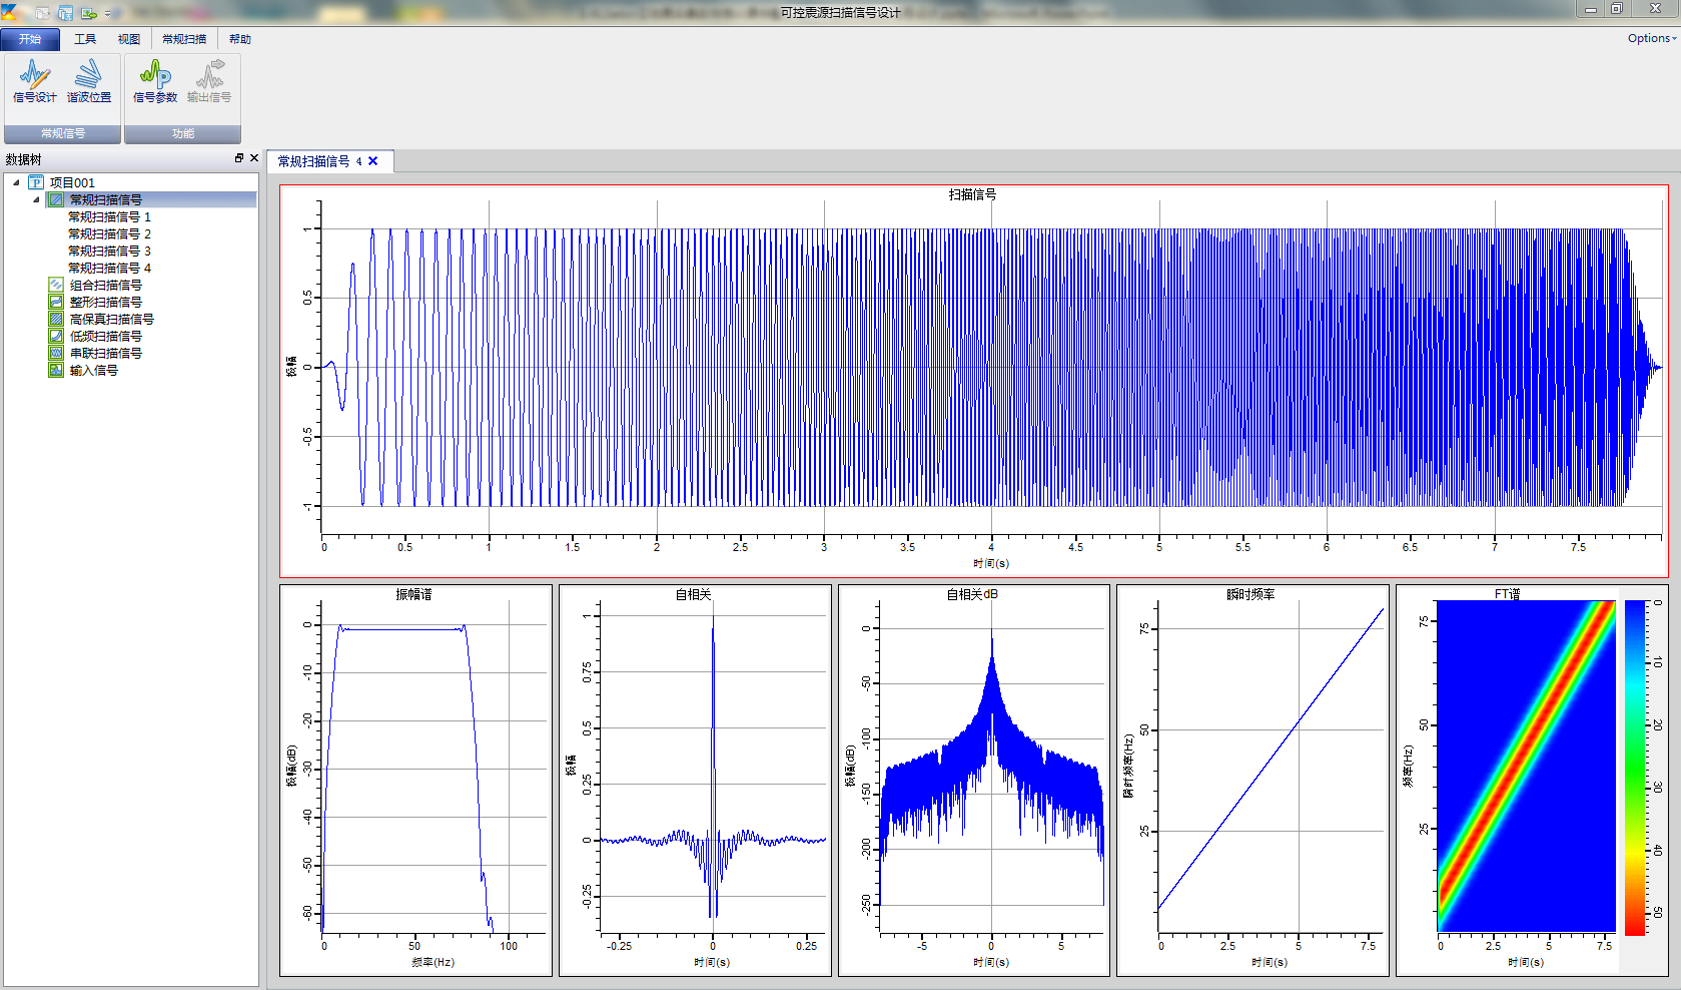 可控震源扫描信号设计
开始 工具 视图 常规扫描 帮助 Options
信号设计 谐波位置 信号参数 输出信号
常规信号 功能
数据树
项目001
常规扫描信号
常规扫描信号 1
常规扫描信号 2
常规扫描信号 3
常规扫描信号 4
组合扫描信号
整形扫描信号
高保真扫描信号
低频扫描信号
串联扫描信号
输入信号
常规扫描信号 4
扫描信号
振幅
1
0.5
0
-0.5
-1
0 0.5 1 1.5 2 2.5 3 3.5 4 4.5 5 5.5 6 6.5 7 7.5
时间(s)
振幅谱
振幅(dB)
0
-10
-20
-30
-40
-50
-60
0 50 100
频率(Hz)
自相关
振幅
1
0.75
0.5
0.25
0
-0.25
-0.25 0 0.25
时间(s)
自相关dB
振幅(dB)
0
-50
-100
-150
-200
-250
-5 0 5
时间(s)
瞬时频率
瞬时频率(Hz)
75
50
25
0 2.5 5 7.5
时间(s)
FT谱
频率(Hz)
75
50
25
0 2.5 5 7.5
时间(s)
0
10
20
30
40
50